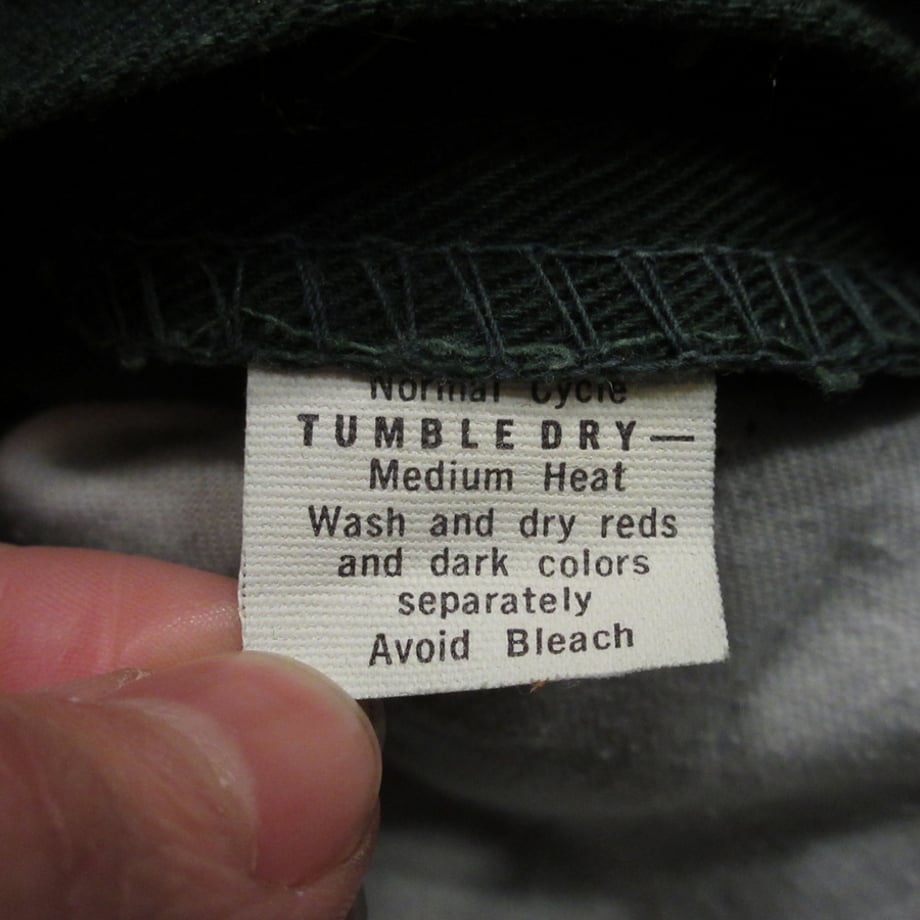 Normal Cycle
TUMBLE DRY—
Medium Heat
Wash and dry reds
and dark colors
separately
Avoid Bleach